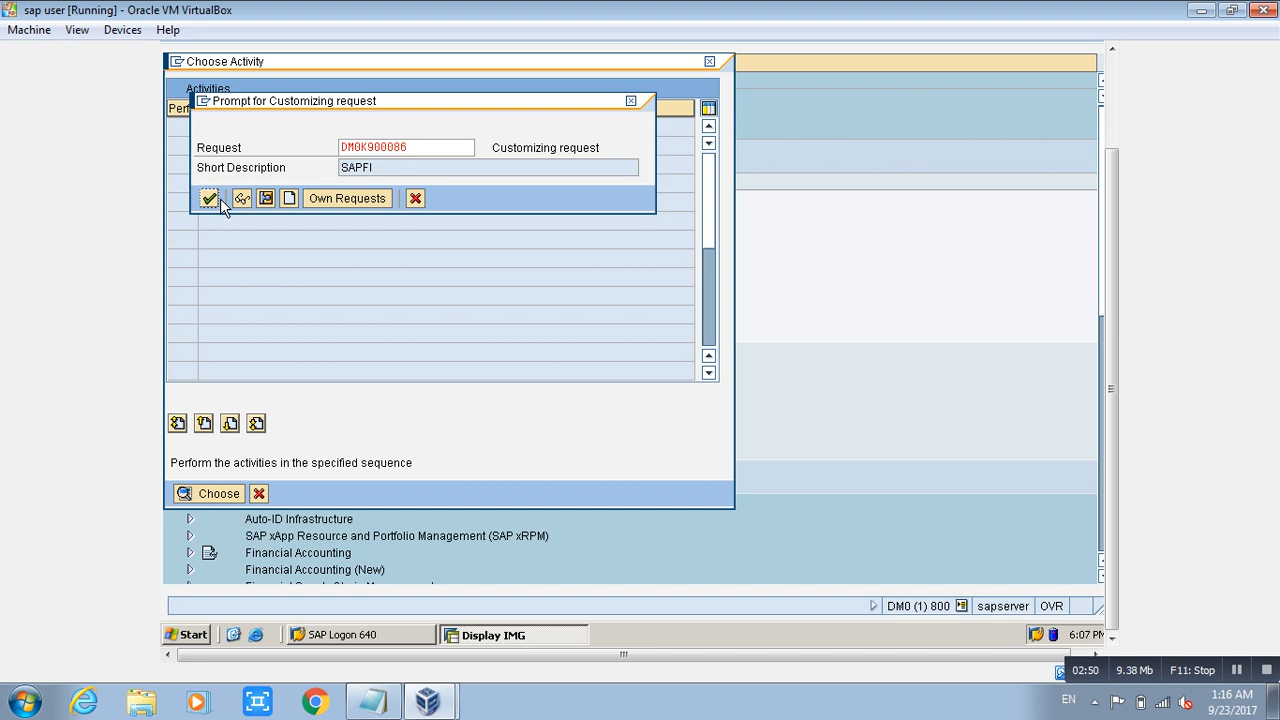 sap user [Running] - Oracle VM VirtualBox
Machine View Devices Help
Choose Activity
Activities
Prompt for Customizing request
Request DM0K900086 Customizing request
Short Description SAPFI
Own Requests
Perform the activities in the specified sequence
Choose
Auto-ID Infrastructure
SAP xApp Resource and Portfolio Management (SAP xRPM)
Financial Accounting
Financial Accounting (New)
DM0 (1) 800 sapserver OVR
Start SAP Logon 640 Display IMG 6:07 PM
02:50 9.38 Mb F11: Stop
EN 1:16 AM
9/23/2017